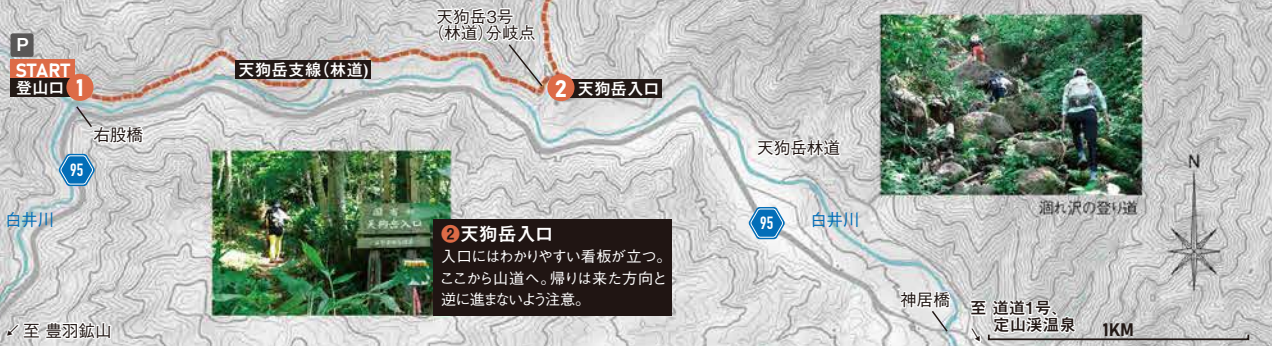 天狗岳3号
（林道）分岐点
P
START
登山口
1
天狗岳支線（林道）
2
天狗岳入口
右股橋
95
白井川
天狗岳林道
N
涸れ沢の登り道
天狗岳入口
2天狗岳入口
入口にはわかりやすい看板が立つ。
ここから山道へ。帰りは来た方向と
逆に進まないよう注意。
95
白井川
神居橋
至 道道1号、
定山渓温泉
1KM
至 豊羽鉱山